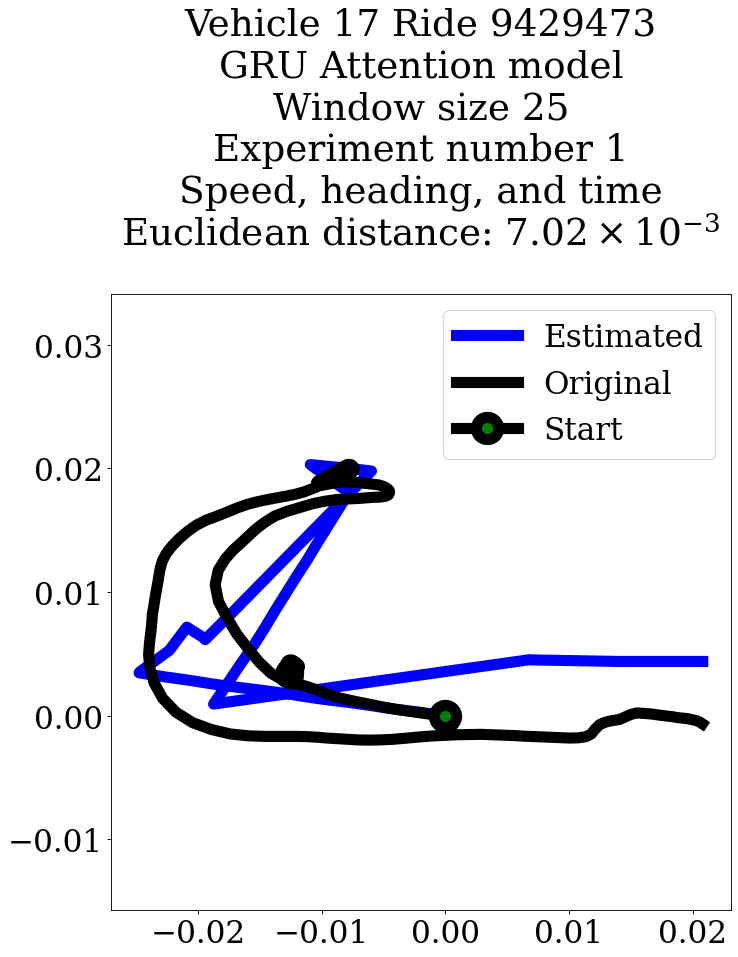 Vehicle 17 Ride 9429473
GRU Attention model
Window size 25
Experiment number 1
Speed, heading, and time
Euclidean distance: 7.02 × 10⁻³
Estimated
Original
Start
0.03
0.02
0.01
0.00
−0.01
−0.02 −0.01 0.00 0.01 0.02